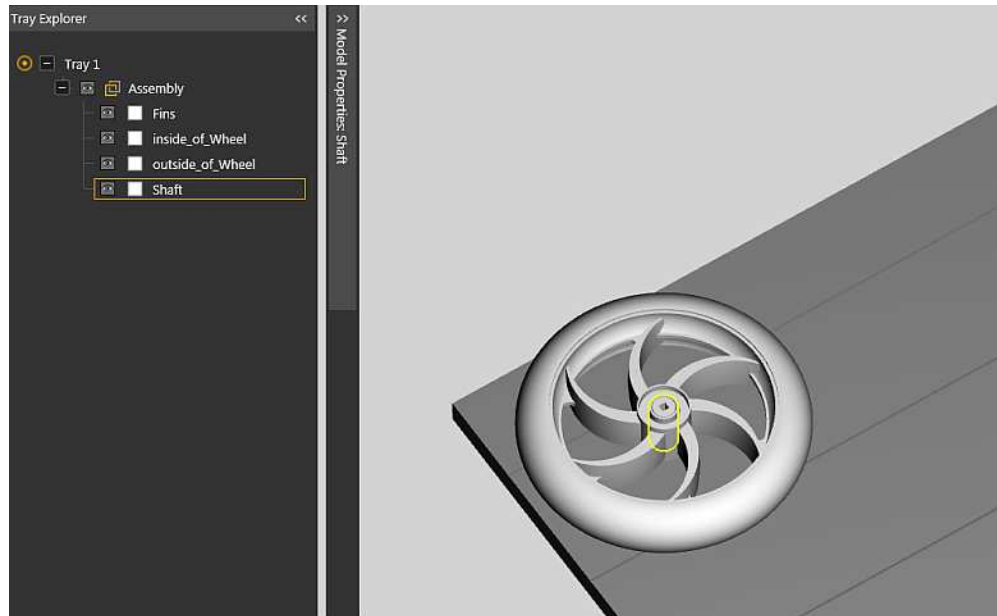 Tray Explorer <<
Tray 1
Assembly
Fins
inside_of_Wheel
outside_of_Wheel
Shaft
>> Model Properties: Shaft